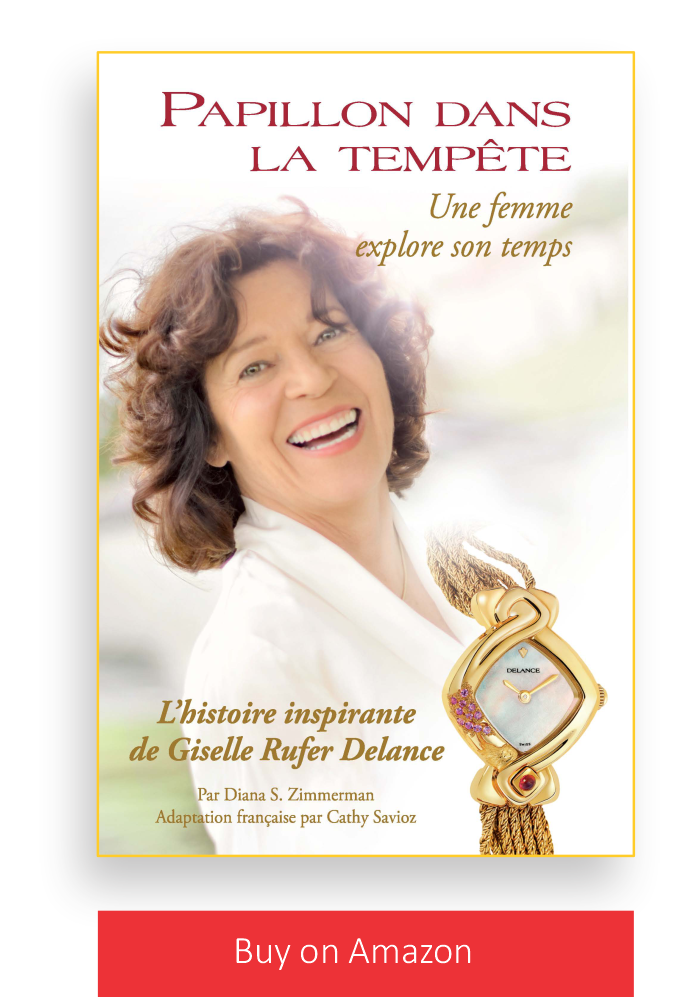 PAPILLON DANS
LA TEMPÊTE
Une femme
explore son temps
DELANCE
L'histoire inspirante
de Giselle Rufer Delance
Par Diana S. Zimmerman
Adaptation française par Cathy Savioz
Buy on Amazon